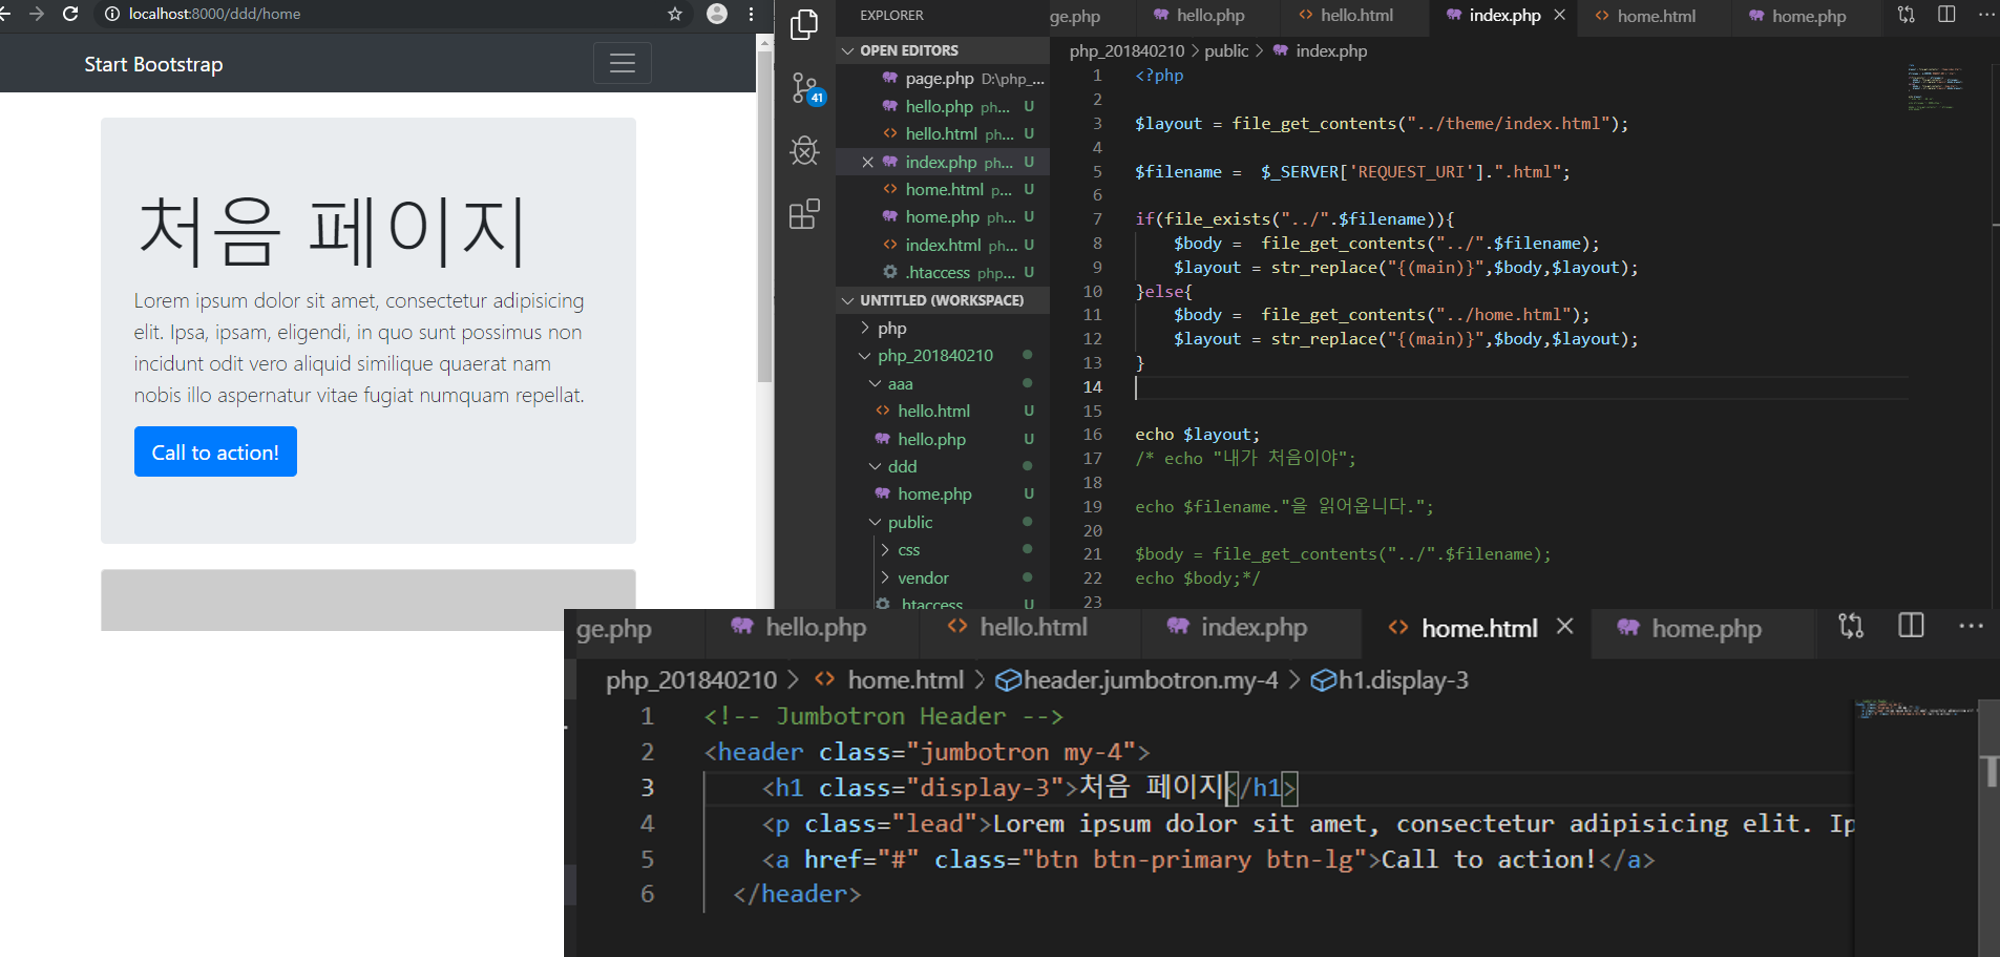 localhost:8000/ddd/home
Start Bootstrap
처음 페이지
Lorem ipsum dolor sit amet, consectetur adipisicing
elit. Ipsa, ipsam, eligendi, in quo sunt possimus non
incidunt odit vero aliquid similique quaerat nam
nobis illo aspernatur vitae fugiat numquam repellat.
Call to action!
41
EXPLORER
OPEN EDITORS
page.php D:\php_...
hello.php ph... U
hello.html ph... U
index.php ph... U
home.html p... U
home.php ph... U
index.html ph... U
.htaccess php... U
UNTITLED (WORKSPACE)
php
php_201840210
aaa
hello.html U
hello.php U
ddd
home.php U
public
css
vendor
.htaccess U
ge.php hello.php hello.html index.php home.html home.php ...
php_201840210 > public > index.php
1 <?php
2
3 $layout = file_get_contents("../theme/index.html");
4
5 $filename =  $_SERVER['REQUEST_URI'].".html";
6
7 if(file_exists("../".$filename)){
8     $body =  file_get_contents("../".$filename);
9     $layout = str_replace("{(main)}",$body,$layout);
10 }else{
11     $body =  file_get_contents("../home.html");
12     $layout = str_replace("{(main)}",$body,$layout);
13 }
14
15
16 echo $layout;
17 /* echo "내가 처음이야";
18
19 echo $filename."을 읽어옵니다.";
20
21 $body = file_get_contents("../".$filename);
22 echo $body;*/
23
ge.php hello.php hello.html index.php home.html home.php ...
php_201840210 > home.html > header.jumbotron.my-4 > h1.display-3
1 <!-- Jumbotron Header -->
2 <header class="jumbotron my-4">
3     <h1 class="display-3">처음 페이지</h1>
4     <p class="lead">Lorem ipsum dolor sit amet, consectetur adipisicing elit. Ip
5     <a href="#" class="btn btn-primary btn-lg">Call to action!</a>
6   </header>